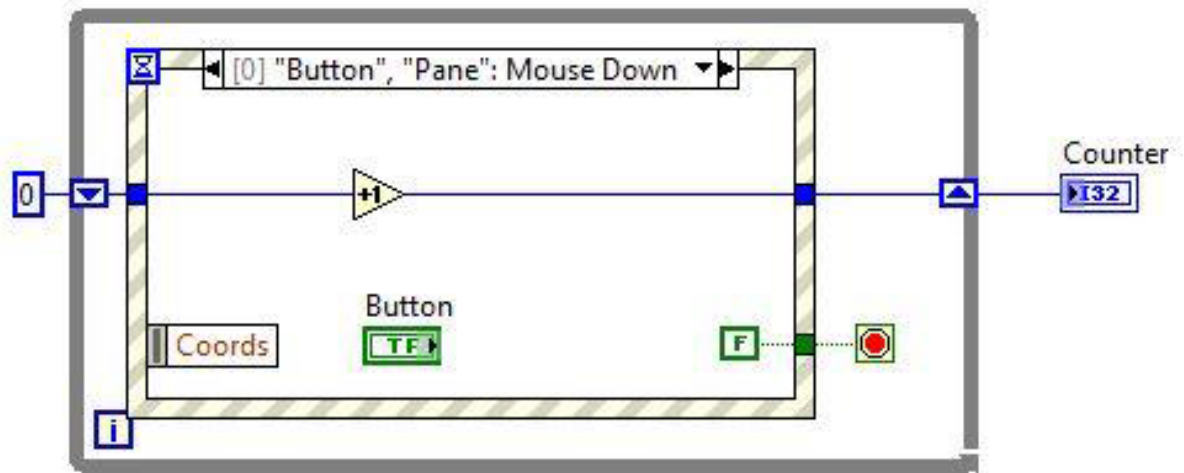 [0] "Button", "Pane": Mouse Down
Counter
0
+1
I32
Button
Coords
TF
F
i